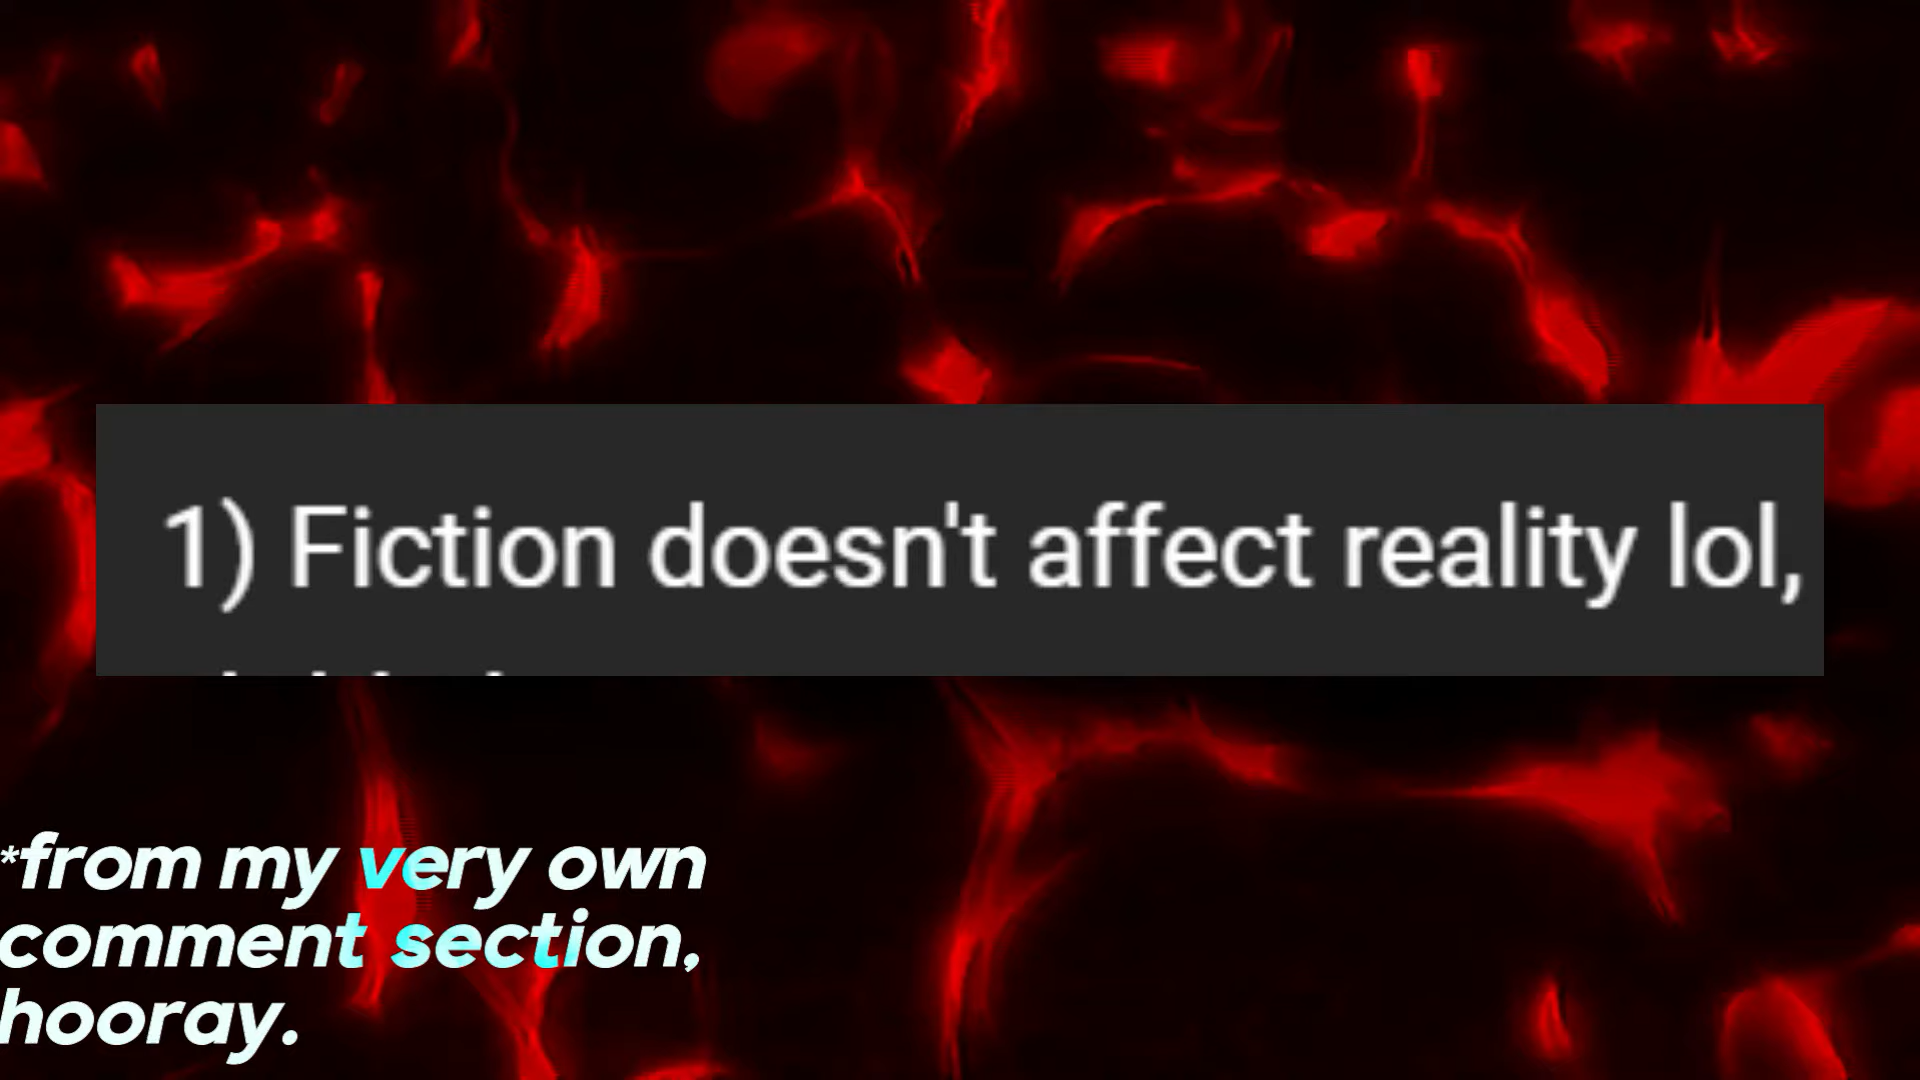 1) Fiction doesn't affect reality lol,
*from my very own
comment section,
hooray.